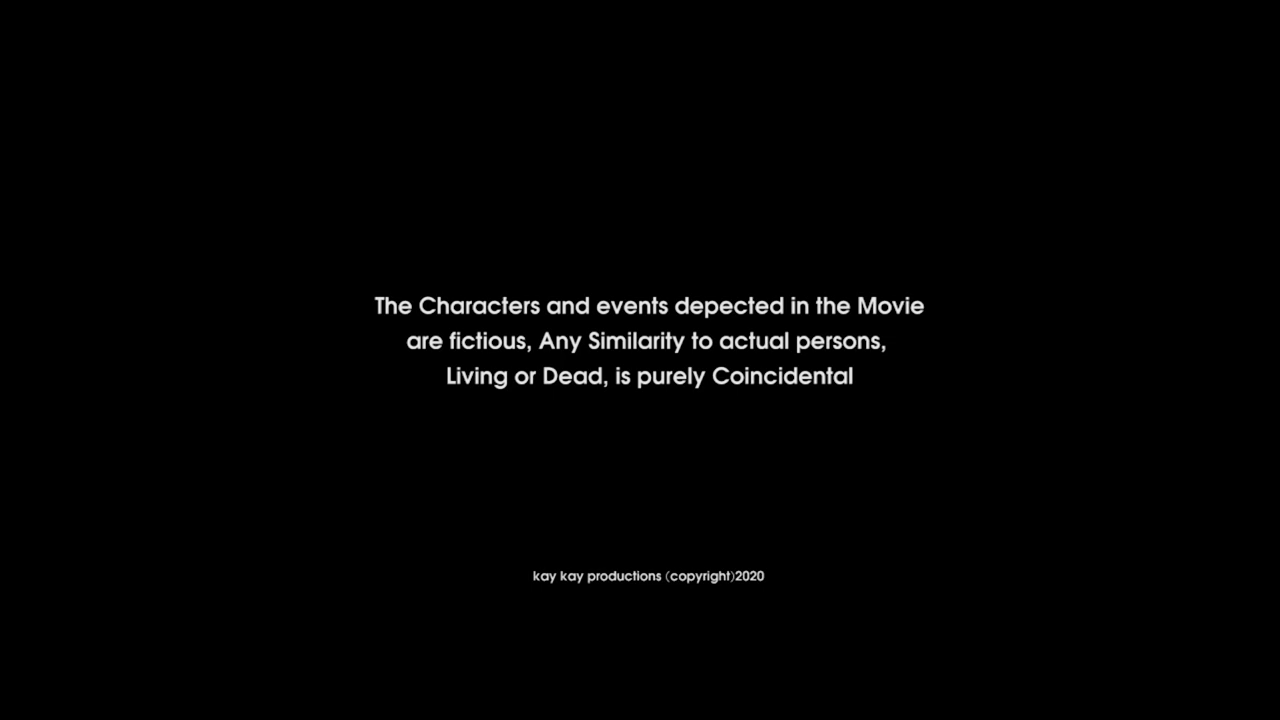 The Characters and events depected in the Movie
are fictious, Any Similarity to actual persons,
Living or Dead, is purely Coincidental
kay kay productions (copyright)2020